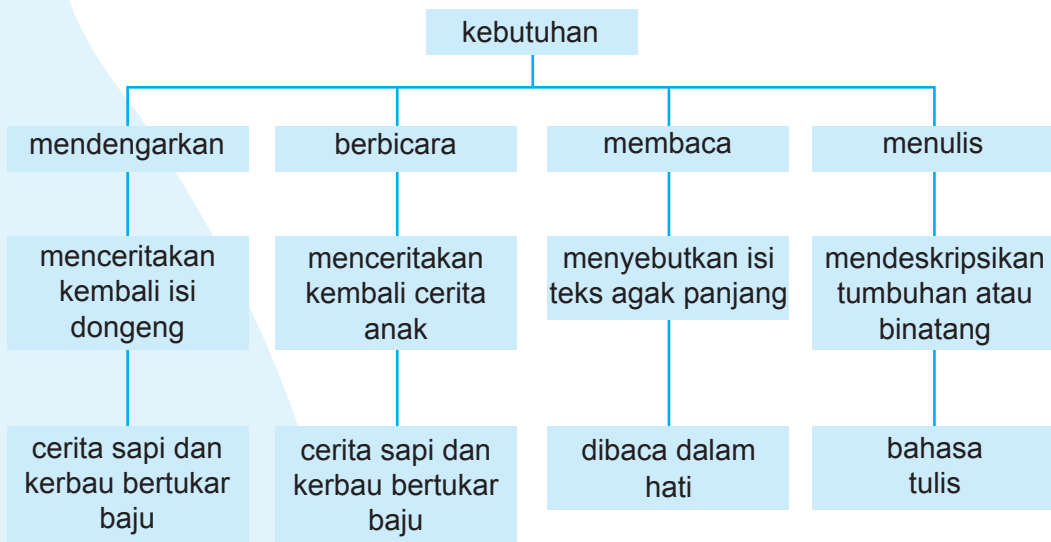 kebutuhan
mendengarkan
berbicara
membaca
menulis
menceritakan
kembali isi
dongeng
menceritakan
kembali cerita
anak
menyebutkan isi
teks agak panjang
mendeskripsikan
tumbuhan atau
binatang
cerita sapi dan
kerbau bertukar
baju
cerita sapi dan
kerbau bertukar
baju
dibaca dalam
hati
bahasa
tulis